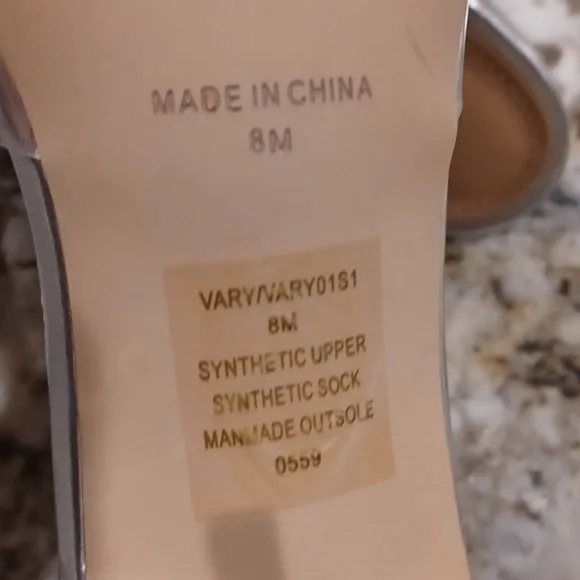 MADE IN CHINA
8M
VARY/VARY01S1
8M
SYNTHETIC UPPER
SYNTHETIC SOCK
MANMADE OUTSOLE
0559